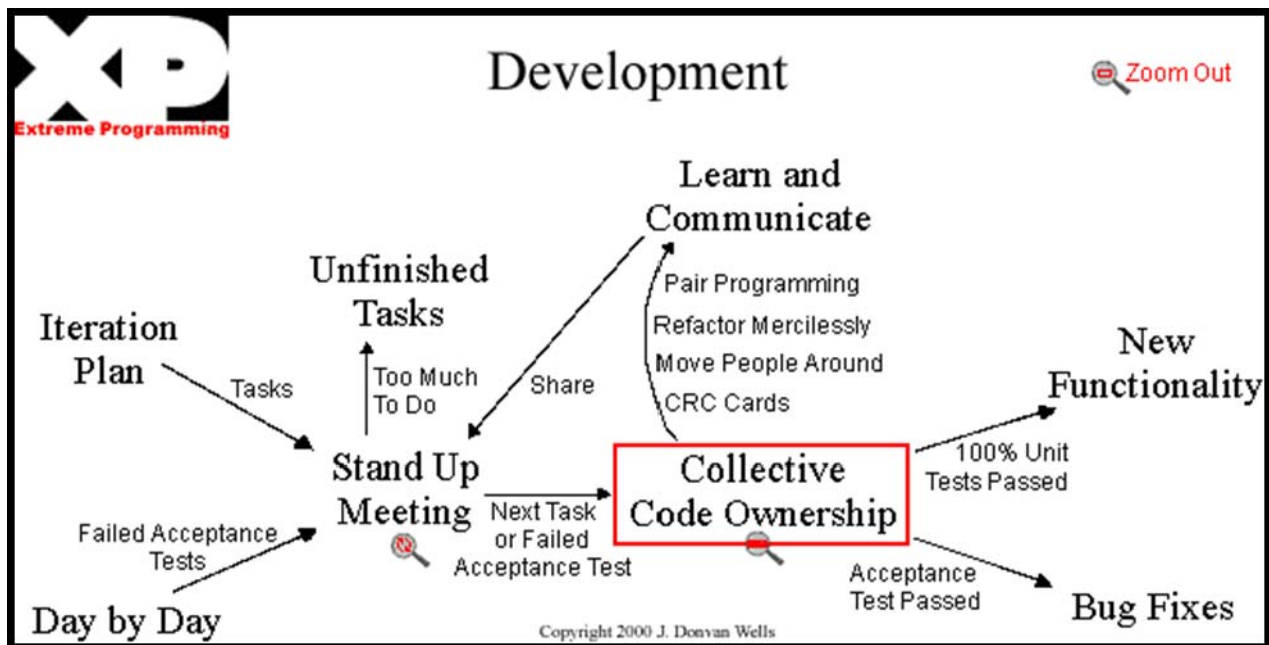 XP
Extreme Programming
Development
Zoom Out
Learn and
Communicate
Unfinished
Tasks
Pair Programming
Refactor Mercilessly
Move People Around
CRC Cards
Iteration
Plan
Tasks
Too Much
To Do
Share
New
Functionality
Stand Up
Meeting
Next Task
or Failed
Acceptance Test
Collective
Code Ownership
100% Unit
Tests Passed
Failed Acceptance
Tests
Day by Day
Acceptance
Test Passed
Bug Fixes
Copyright 2000 J. Donvan Wells